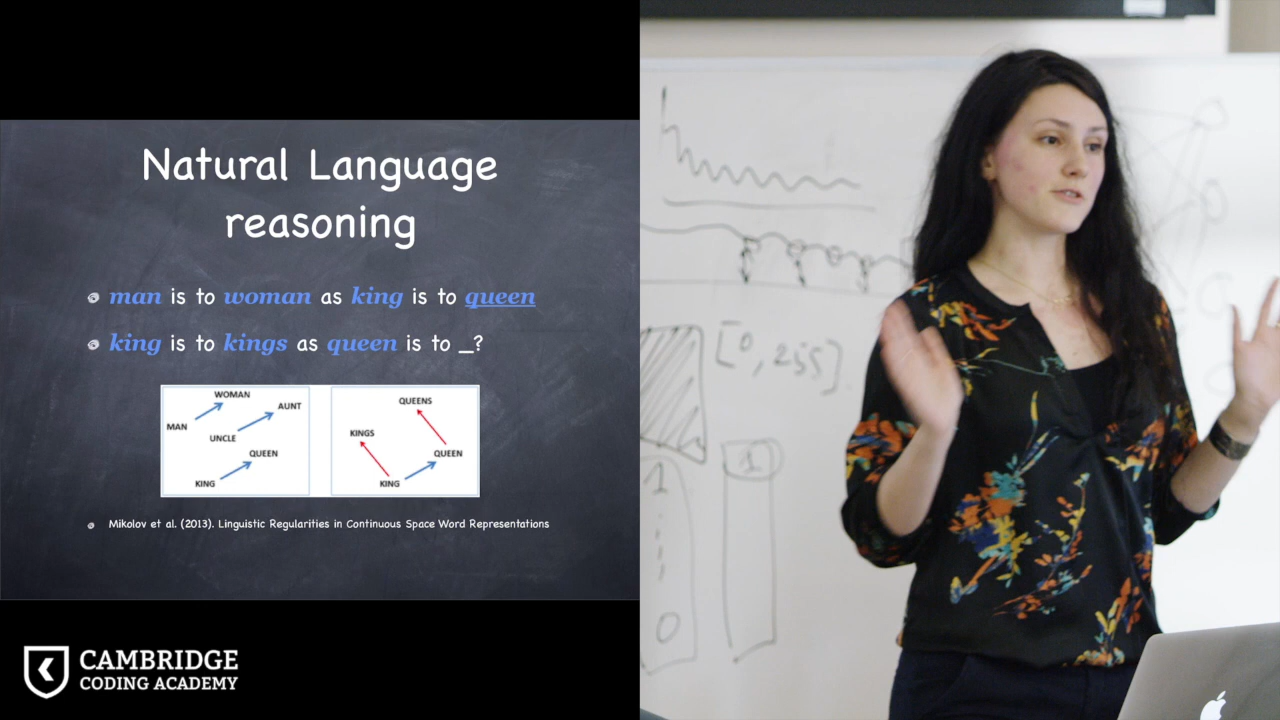 Natural Language
reasoning
man is to woman as king is to queen
king is to kings as queen is to _?
WOMAN
AUNT
MAN
UNCLE
QUEEN
KING
QUEENS
KINGS
QUEEN
KING
Mikolov et al. (2013). Linguistic Regularities in Continuous Space Word Representations
CAMBRIDGE
CODING ACADEMY
[0, 255]
1
1
0